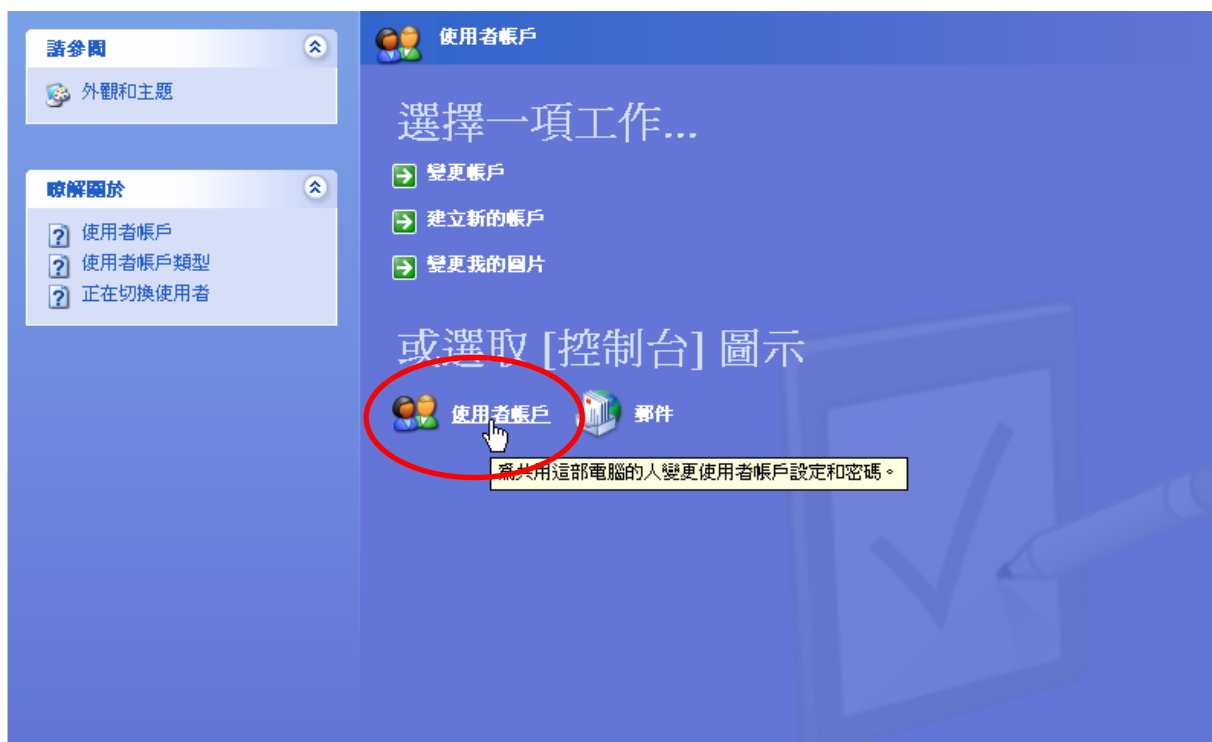 請參閱
外觀和主題
瞭解關於
使用者帳戶
使用者帳戶類型
正在切換使用者
使用者帳戶
選擇一項工作...
變更帳戶
建立新的帳戶
變更我的圖片
或選取 [控制台] 圖示
使用者帳戶
郵件
為共用這部電腦的人變更使用者帳戶設定和密碼。